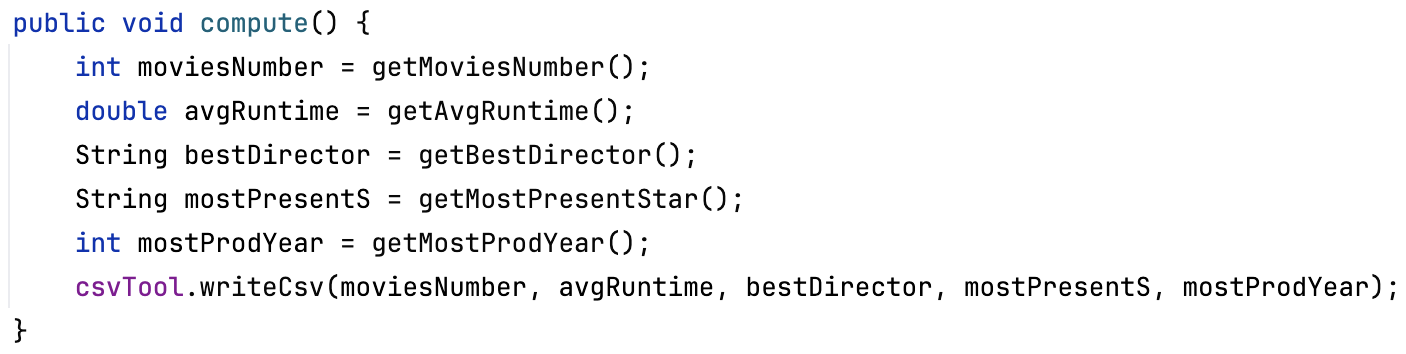 public void compute() {
    int moviesNumber = getMoviesNumber();
    double avgRuntime = getAvgRuntime();
    String bestDirector = getBestDirector();
    String mostPresentS = getMostPresentStar();
    int mostProdYear = getMostProdYear();
    csvTool.writeCsv(moviesNumber, avgRuntime, bestDirector, mostPresentS, mostProdYear);
}